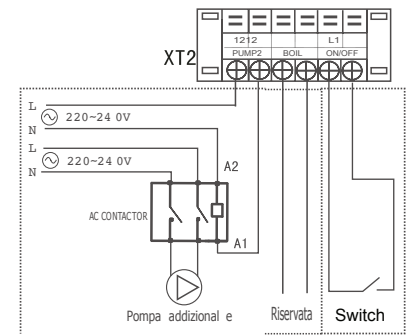 1212 L1
PUMP2 BOIL ON/OFF
XT2
L
220~24 0V
N
L
220~24 0V
N
A2
AC CONTACTOR
A1
Pompa addizional e
Riservata
Switch